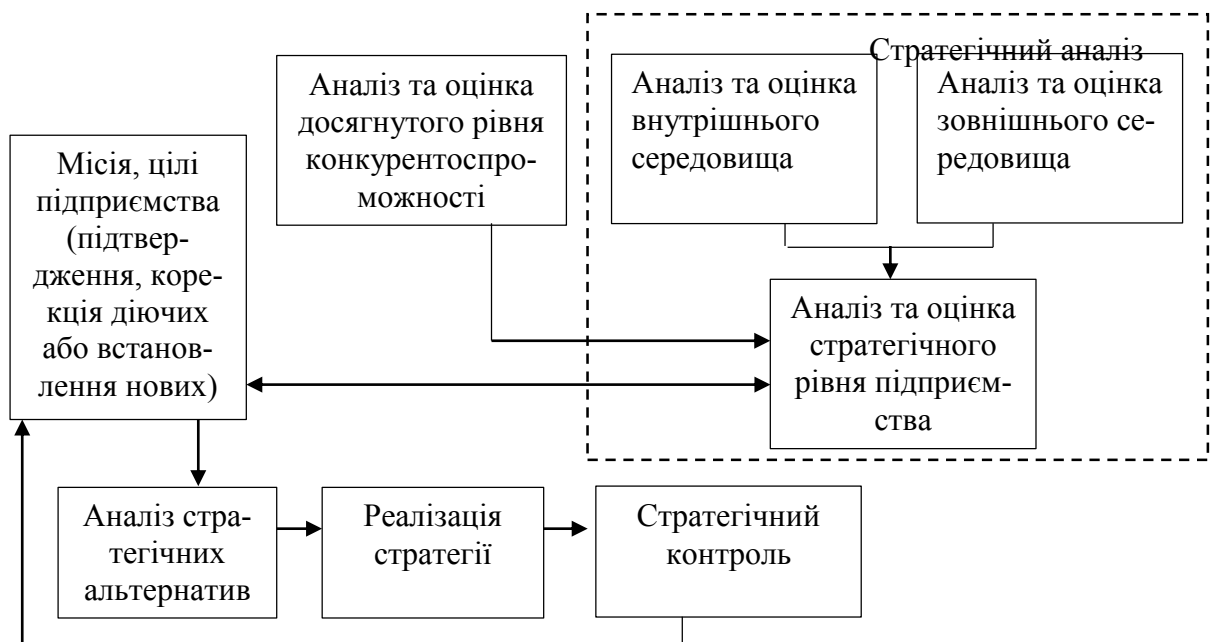 Стратегічний аналіз
Аналіз та оцінка
досягнутого рівня
конкурентоспро-
можності
Аналіз та оцінка
внутрішнього
середовища
Аналіз та оцінка
зовнішнього се-
редовища
Місія, цілі
підприємства
(підтвер-
дження, коре-
кція діючих
або встанов-
лення нових)
Аналіз та оцінка
стратегічного
рівня підприєм-
ства
Аналіз стра-
тегічних
альтернатив
Реалізація
стратегії
Стратегічний
контроль